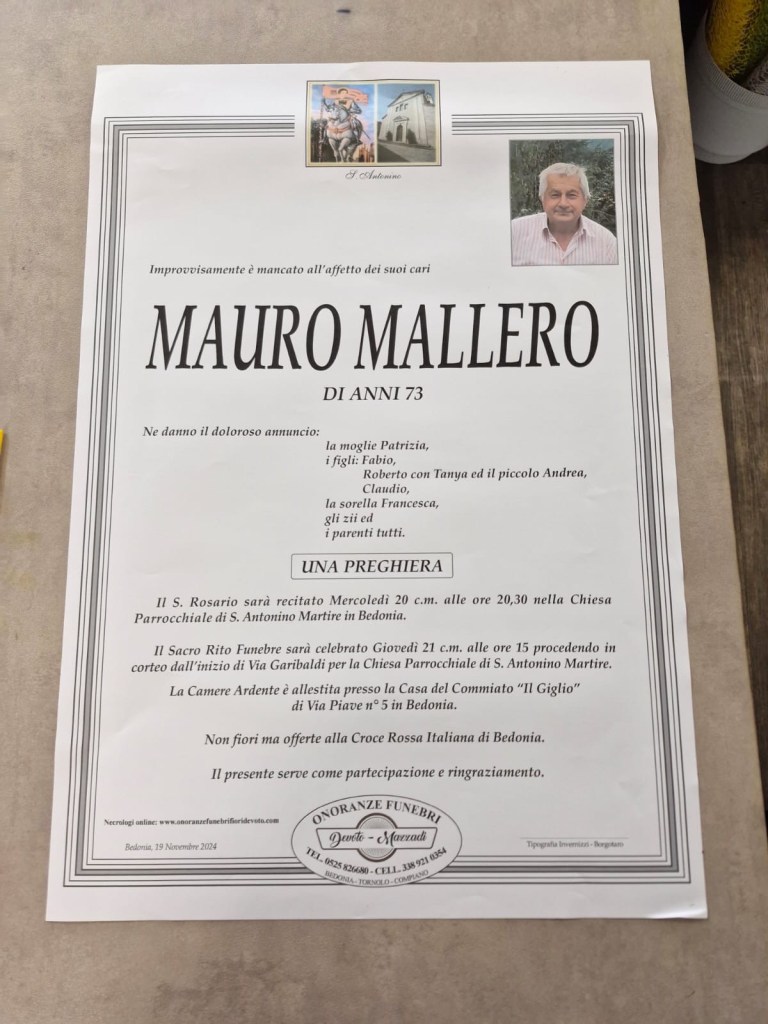 S. Antonino
Improvvisamente è mancato all'affetto dei suoi cari
MAURO MALLERO
DI ANNI 73
Ne danno il doloroso annuncio:
la moglie Patrizia,
i figli: Fabio,
Roberto con Tanya ed il piccolo Andrea,
Claudio,
la sorella Francesca,
gli zii ed
i parenti tutti.
UNA PREGHIERA
Il S. Rosario sarà recitato Mercoledì 20 c.m. alle ore 20,30 nella Chiesa
Parrocchiale di S. Antonino Martire in Bedonia.
Il Sacro Rito Funebre sarà celebrato Giovedì 21 c.m. alle ore 15 procedendo in
corteo dall'inizio di Via Garibaldi per la Chiesa Parrocchiale di S. Antonino Martire.
La Camere Ardente è allestita presso la Casa del Commiato "Il Giglio"
di Via Piave n° 5 in Bedonia.
Non fiori ma offerte alla Croce Rossa Italiana di Bedonia.
Il presente serve come partecipazione e ringraziamento.
Necrologi online: www.onoranzefunebrifioridevoto.com
Bedonia, 19 Novembre 2024
ONORANZE FUNEBRI
Devoto - Mazzadi
TEL. 0525 826680 - CELL. 338 921 0354
BEDONIA - TORNOLO - COMPIANO
Tipografia Invernizzi - Borgotaro